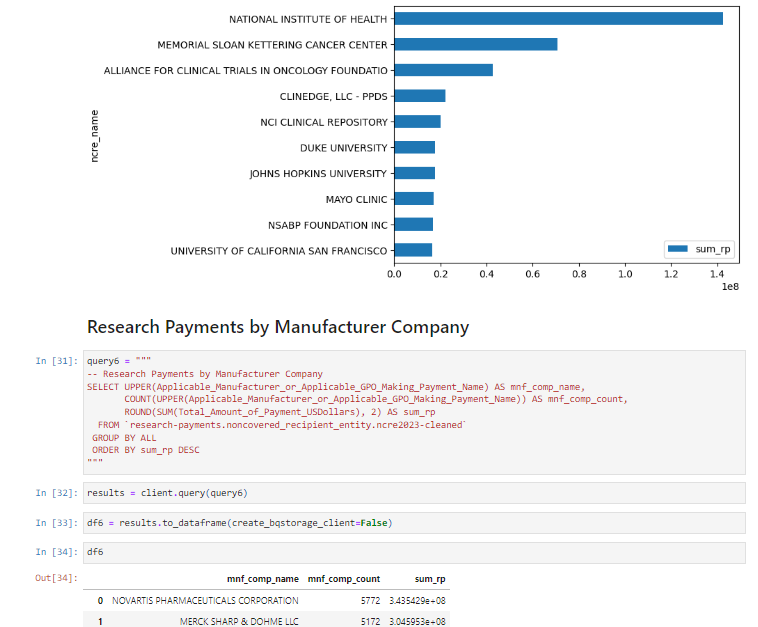 NATIONAL INSTITUTE OF HEALTH
MEMORIAL SLOAN KETTERING CANCER CENTER
ALLIANCE FOR CLINICAL TRIALS IN ONCOLOGY FOUNDATIO
CLINEDGE, LLC - PPDS
NCI CLINICAL REPOSITORY
DUKE UNIVERSITY
JOHNS HOPKINS UNIVERSITY
MAYO CLINIC
NSABP FOUNDATION INC
UNIVERSITY OF CALIFORNIA SAN FRANCISCO
ncre_name
sum_rp
0.0 0.2 0.4 0.6 0.8 1.0 1.2 1.4
1e8
Research Payments by Manufacturer Company
In [31]: query6 = """
-- Research Payments by Manufacturer Company
SELECT UPPER(Applicable_Manufacturer_or_Applicable_GPO_Making_Payment_Name) AS mnf_comp_name,
COUNT(UPPER(Applicable_Manufacturer_or_Applicable_GPO_Making_Payment_Name)) AS mnf_comp_count,
ROUND(SUM(Total_Amount_of_Payment_USDollars), 2) AS sum_rp
FROM `research-payments.noncovered_recipient_entity.ncre2023-cleaned`
GROUP BY ALL
ORDER BY sum_rp DESC
"""
In [32]: results = client.query(query6)
In [33]: df6 = results.to_dataframe(create_bqstorage_client=False)
In [34]: df6
Out[34]: mnf_comp_name mnf_comp_count sum_rp
0 NOVARTIS PHARMACEUTICALS CORPORATION 5772 3.435429e+08
1 MERCK SHARP & DOHME LLC 5172 3.045953e+08